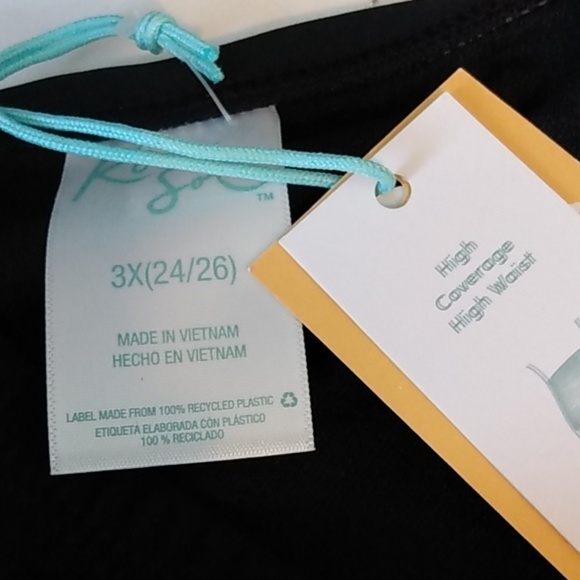 TM
3X(24/26)
MADE IN VIETNAM
HECHO EN VIETNAM
LABEL MADE FROM 100% RECYCLED PLASTIC
ETIQUETA ELABORADA CON PLÁSTICO
100 % RECICLADO
High
Coverage
High Waist